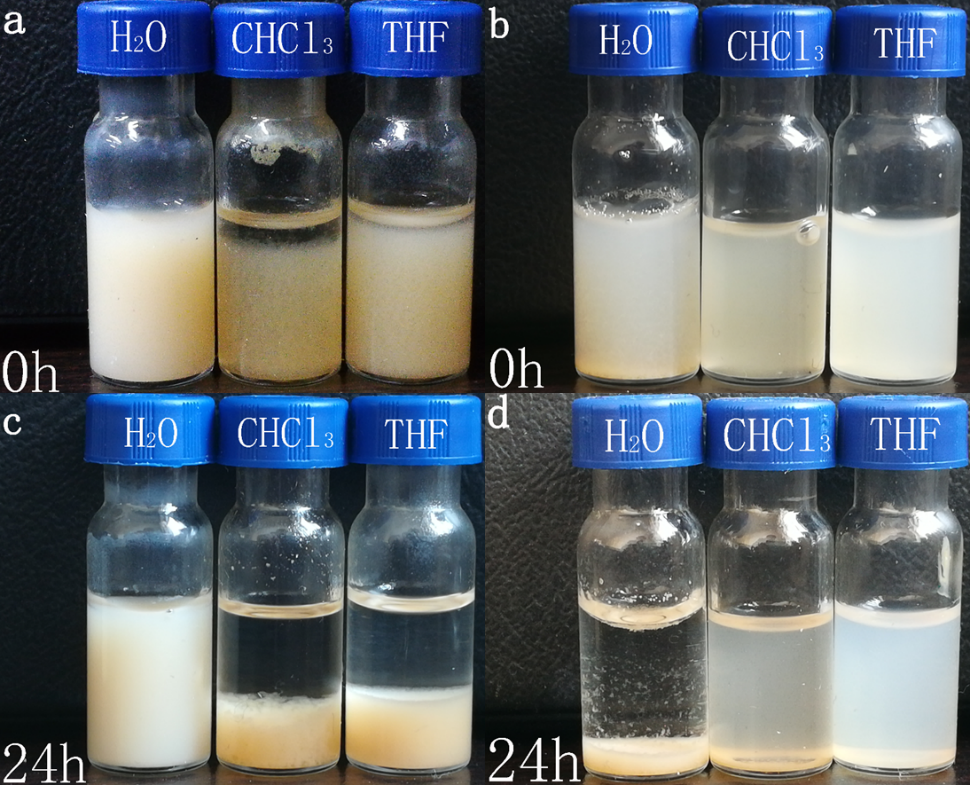 a
H₂O CHCl₃ THF
0h
b
H₂O CHCl₃ THF
0h
c
H₂O CHCl₃ THF
24h
d
H₂O CHCl₃ THF
24h